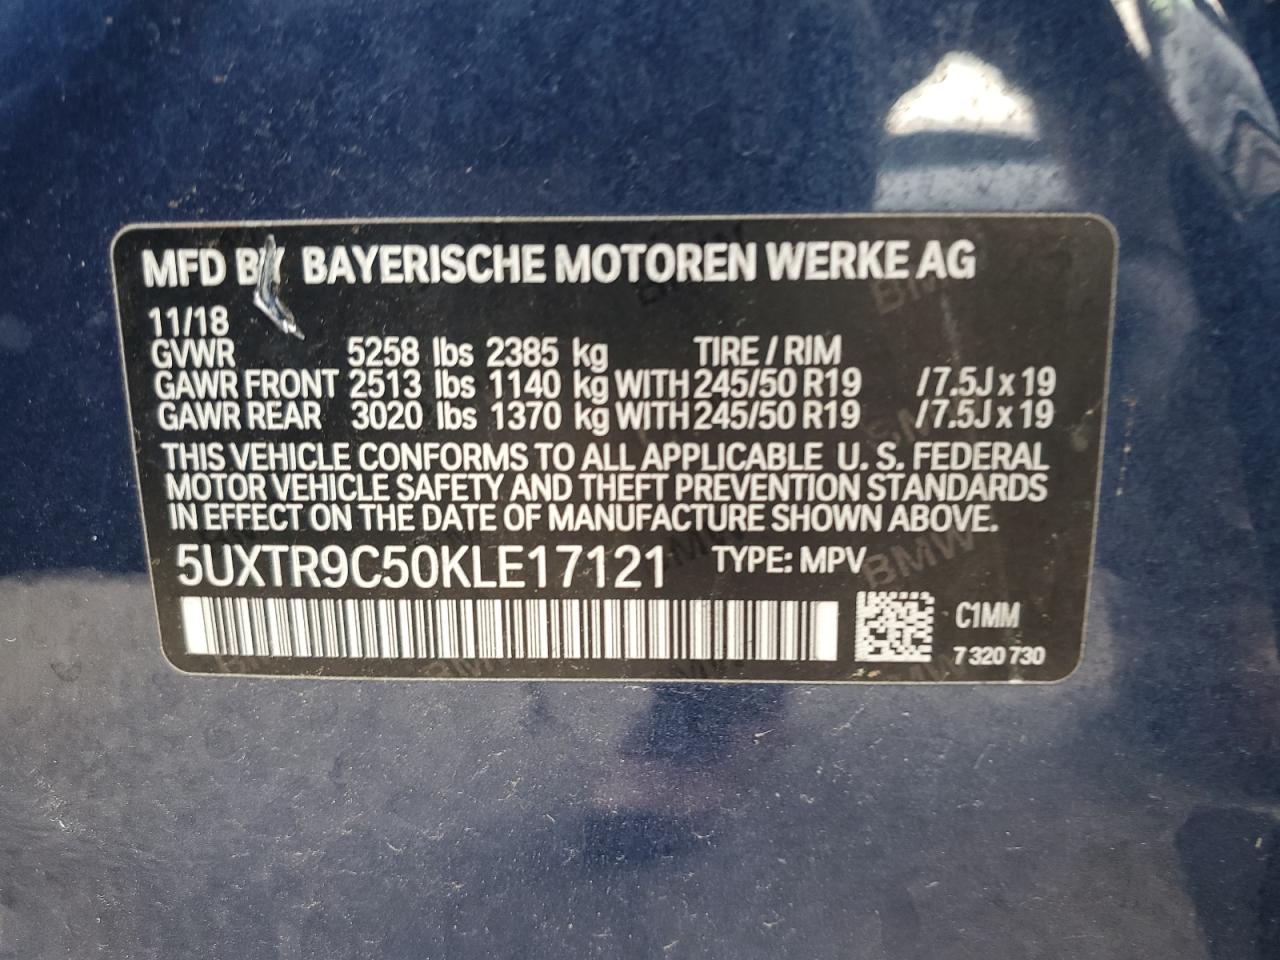 MFD BY BAYERISCHE MOTOREN WERKE AG
11/18
GVWR 5258 lbs 2385 kg TIRE / RIM
GAWR FRONT 2513 lbs 1140 kg WITH 245/50 R19 /7.5J x 19
GAWR REAR 3020 lbs 1370 kg WITH 245/50 R19 /7.5J x 19
THIS VEHICLE CONFORMS TO ALL APPLICABLE U. S. FEDERAL
MOTOR VEHICLE SAFETY AND THEFT PREVENTION STANDARDS
IN EFFECT ON THE DATE OF MANUFACTURE SHOWN ABOVE.
5UXTR9C50KLE17121 TYPE: MPV
C1MM
7 320 730